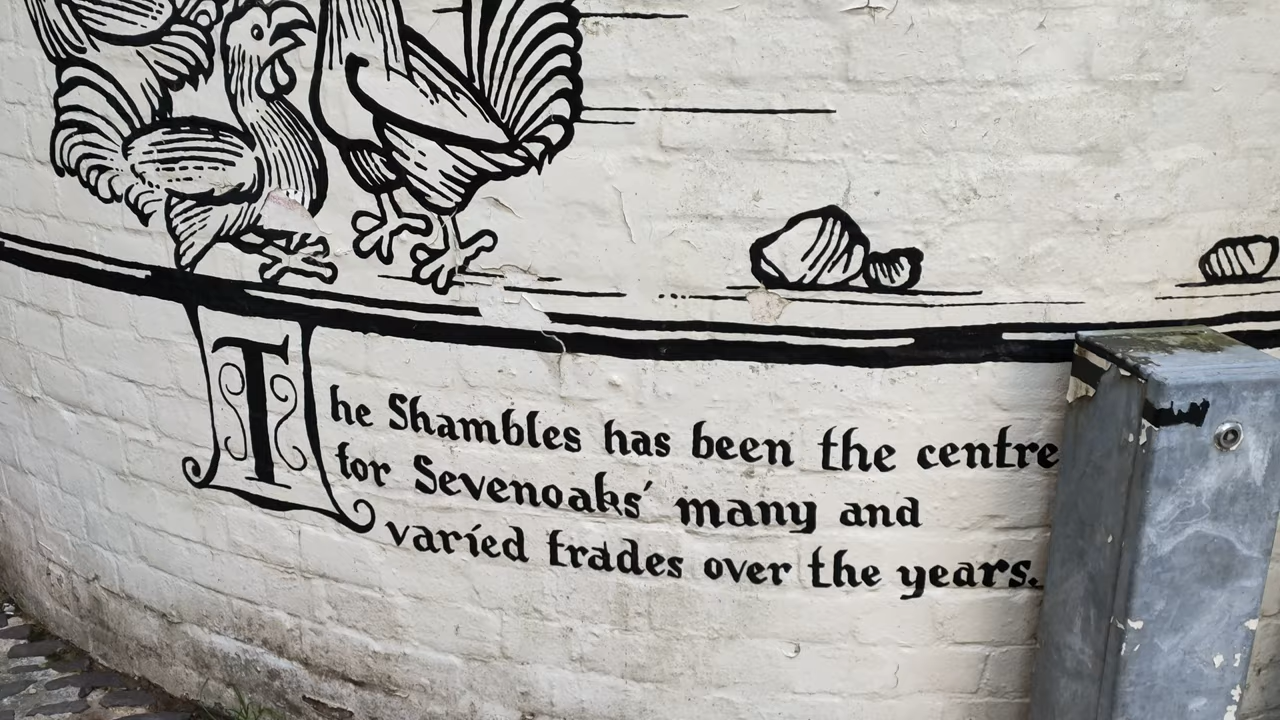 The Shambles has been the centre
for Sevenoaks' many and
varied trades over the years.